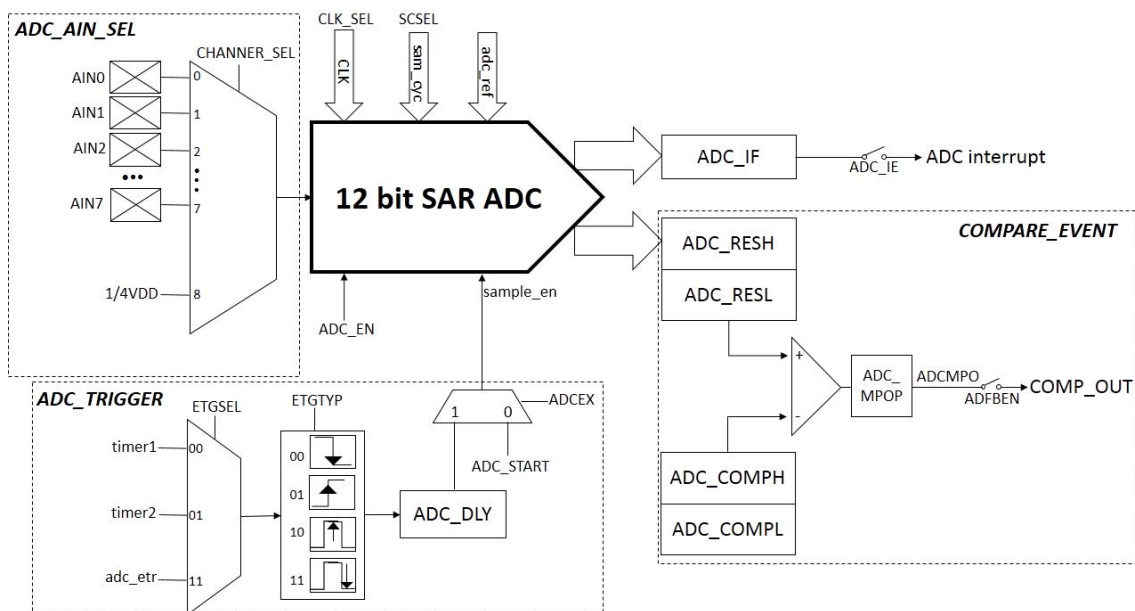 ADC_AIN_SEL
CHANNER_SEL
AIN0
0
AIN1
1
AIN2
2
•••
AIN7
7
1/4VDD
8
CLK_SEL
SCSEL
CLK
sam_cyc
adc_ref
12 bit SAR ADC
ADC_EN
sample_en
ADC_IF
ADC_IE
ADC interrupt
COMPARE_EVENT
ADC_RESH
ADC_RESL
+
-
ADC_
MPOP
ADCMPO
ADFBEN
COMP_OUT
ADC_COMPH
ADC_COMPL
ADC_TRIGGER
ETGSEL
timer1
00
timer2
01
adc_etr
11
ETGTYP
00
01
10
11
ADC_DLY
1
0
ADCEX
ADC_START